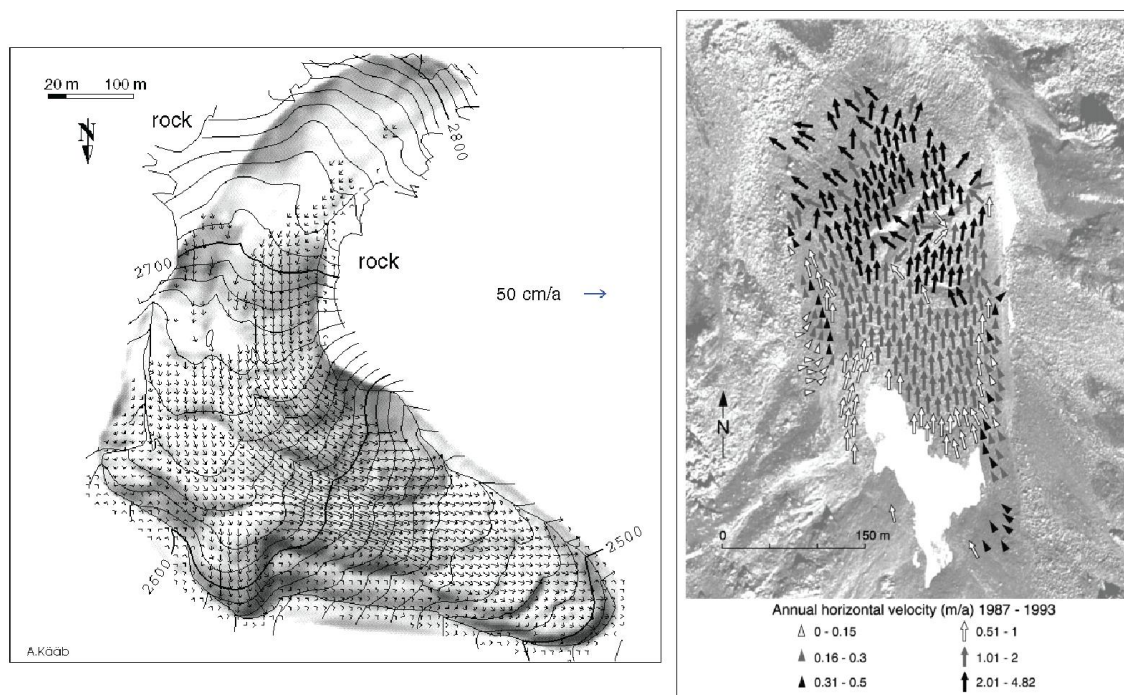 20 m 100 m
N
rock
2800
2700
rock
50 cm/a
2600
2500
A.Kääb
N
0 150 m
Annual horizontal velocity (m/a) 1987 - 1993
0 - 0.15 0.51 - 1
0.16 - 0.3 1.01 - 2
0.31 - 0.5 2.01 - 4.82